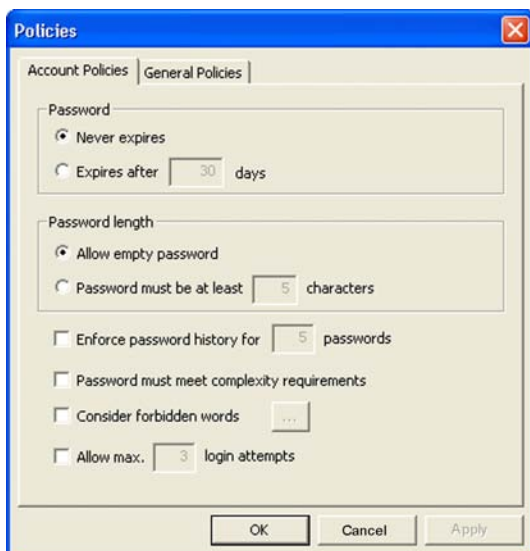 Policies
Account Policies General Policies
Password
Never expires
Expires after 30 days
Password length
Allow empty password
Password must be at least 5 characters
Enforce password history for 5 passwords
Password must meet complexity requirements
Consider forbidden words ...
Allow max. 3 login attempts
OK Cancel Apply